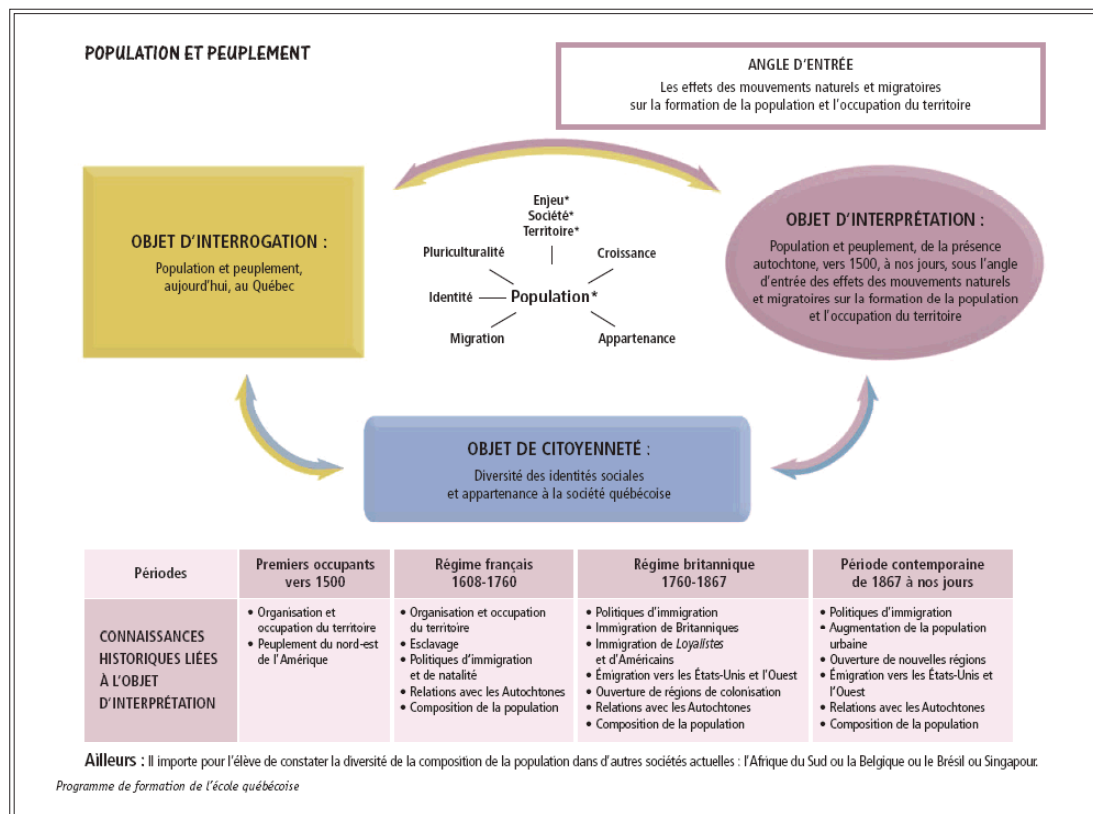 POPULATION ET PEUPLEMENT
ANGLE D'ENTRÉE
Les effets des mouvements naturels et migratoires
sur la formation de la population et l'occupation du territoire
OBJET D'INTERROGATION :
Population et peuplement,
aujourd'hui, au Québec
Enjeu*
Société*
Territoire*
Pluriculturalité
Croissance
Identité
Population*
Migration
Appartenance
OBJET D'INTERPRÉTATION :
Population et peuplement, de la présence
autochtone, vers 1500, à nos jours, sous l'angle
d'entrée des effets des mouvements naturels
et migratoires sur la formation de la population
et l'occupation du territoire
OBJET DE CITOYENNETÉ :
Diversité des identités sociales
et appartenance à la société québécoise
Périodes
Premiers occupants
vers 1500
Régime français
1608-1760
Régime britannique
1760-1867
Période contemporaine
de 1867 à nos jours
CONNAISSANCES
HISTORIQUES LIÉES
À L'OBJET
D'INTERPRÉTATION
• Organisation et
occupation du territoire
• Peuplement du nord-est
de l'Amérique
• Organisation et occupation
du territoire
• Esclavage
• Politiques d'immigration
et de natalité
• Relations avec les Autochtones
• Composition de la population
• Politiques d'immigration
• Immigration de Britanniques
• Immigration de Loyalistes
et d'Américains
• Émigration vers les États-Unis et l'Ouest
• Ouverture de régions de colonisation
• Relations avec les Autochtones
• Composition de la population
• Politiques d'immigration
• Augmentation de la population
urbaine
• Ouverture de nouvelles régions
• Émigration vers les États-Unis et
l'Ouest
• Relations avec les Autochtones
• Composition de la population
Ailleurs : Il importe pour l'élève de constater la diversité de la composition de la population dans d'autres sociétés actuelles : l'Afrique du Sud ou la Belgique ou le Brésil ou Singapour.
Programme de formation de l'école québécoise